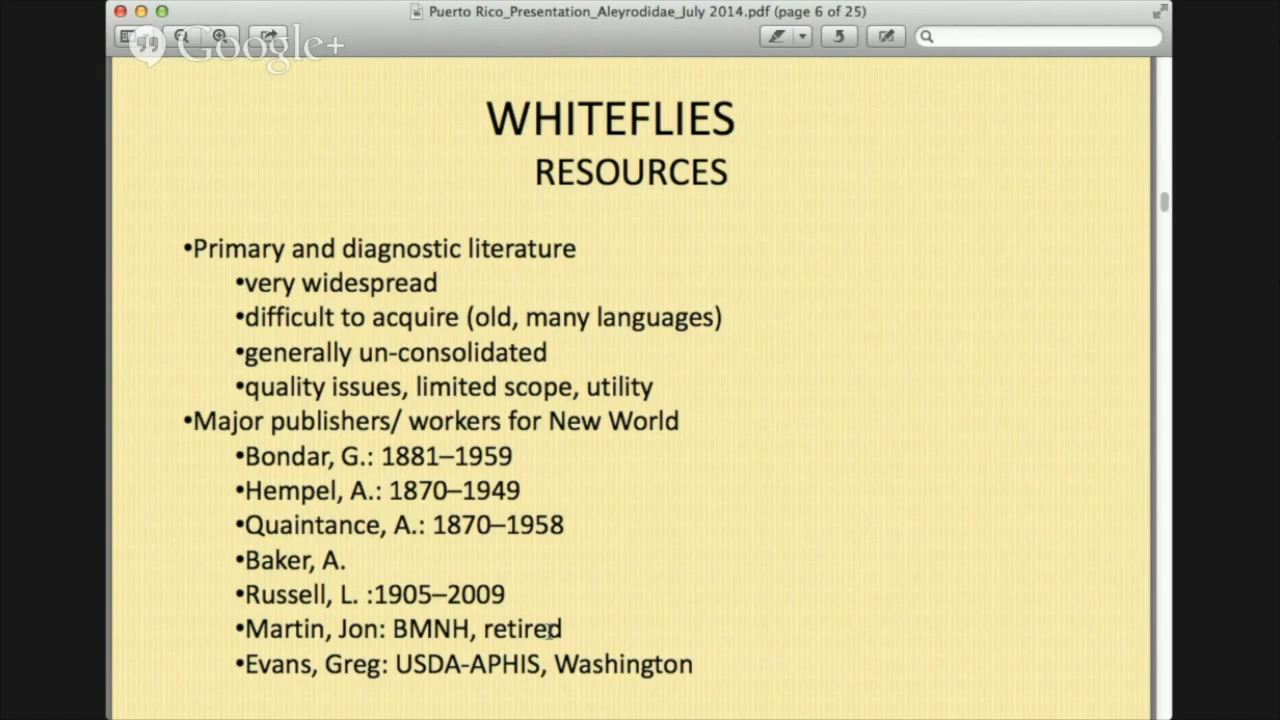 Puerto Rico_Presentation_Aleyrodidae_July 2014.pdf (page 6 of 25)
Google+
WHITEFLIES
RESOURCES
•Primary and diagnostic literature
•very widespread
•difficult to acquire (old, many languages)
•generally un-consolidated
•quality issues, limited scope, utility
•Major publishers/ workers for New World
•Bondar, G.: 1881–1959
•Hempel, A.: 1870–1949
•Quaintance, A.: 1870–1958
•Baker, A.
•Russell, L. :1905–2009
•Martin, Jon: BMNH, retired
•Evans, Greg: USDA-APHIS, Washington